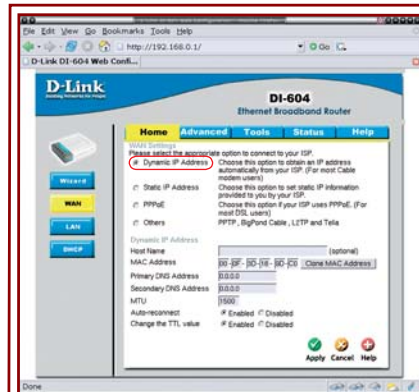 File Edit View Go Bookmarks Tools Help
http://192.168.0.1/
Go
D-Link DI-604 Web Confi...
D-Link
Building Networks for People
DI-604
Ethernet Broadband Router
Home Advanced Tools Status Help
Wizard
WAN
LAN
DHCP
WAN Settings
Please select the appropriate option to connect to your ISP.
Dynamic IP Address Choose this option to obtain an IP address automatically from your ISP. (For most Cable modem users)
Static IP Address Choose this option to set static IP information provided to you by your ISP.
PPPoE Choose this option if your ISP uses PPPoE. (For most DSL users)
Others PPTP, BigPond Cable, L2TP and Telia
Dynamic IP Address
Host Name (optional)
MAC Address Clone MAC Address
Primary DNS Address 0.0.0.0
Secondary DNS Address 0.0.0.0
MTU 1500
Auto-reconnect Enabled Disabled
Change the TTL value Enabled Disabled
Apply Cancel Help
Done